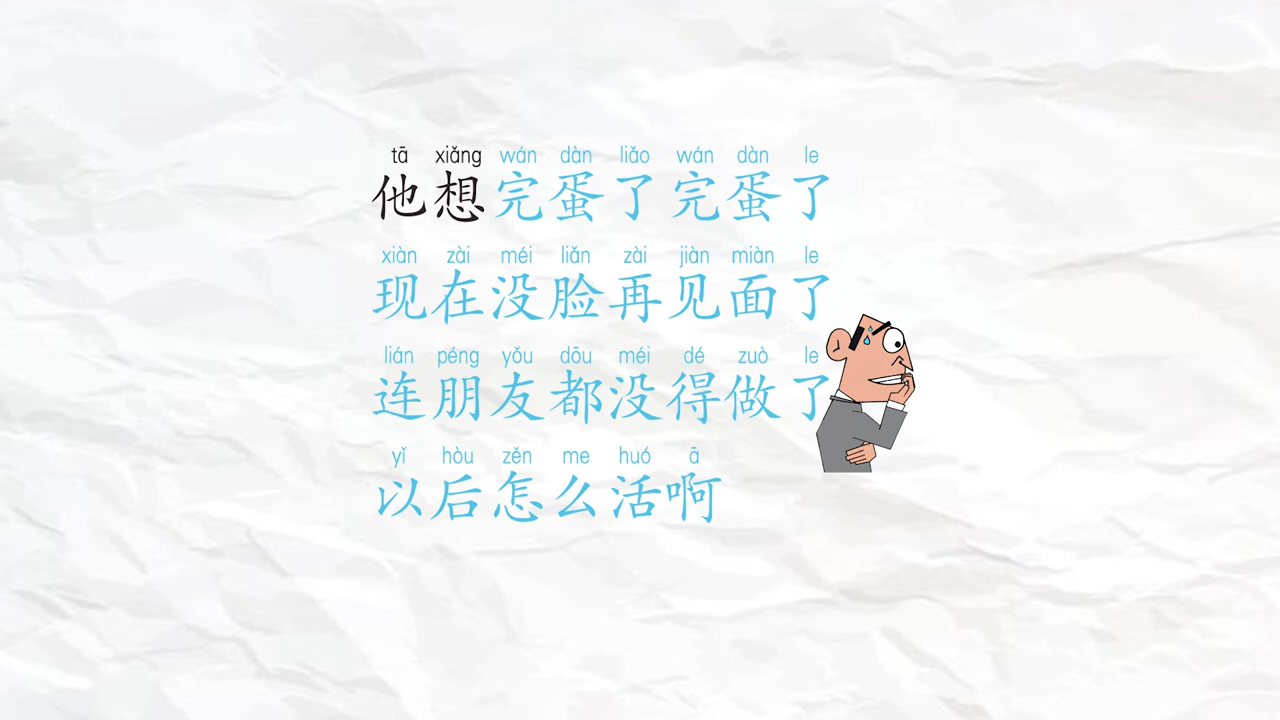 tā xiǎng wán dàn liǎo wán dàn le
他想完蛋了 完蛋了
xiàn zài méi liǎn zài jiàn miàn le
现在没脸再见面了
lián péng yǒu dōu méi dé zuò le
连朋友都没得做了
yǐ hòu zěn me huó ā
以后怎么活啊